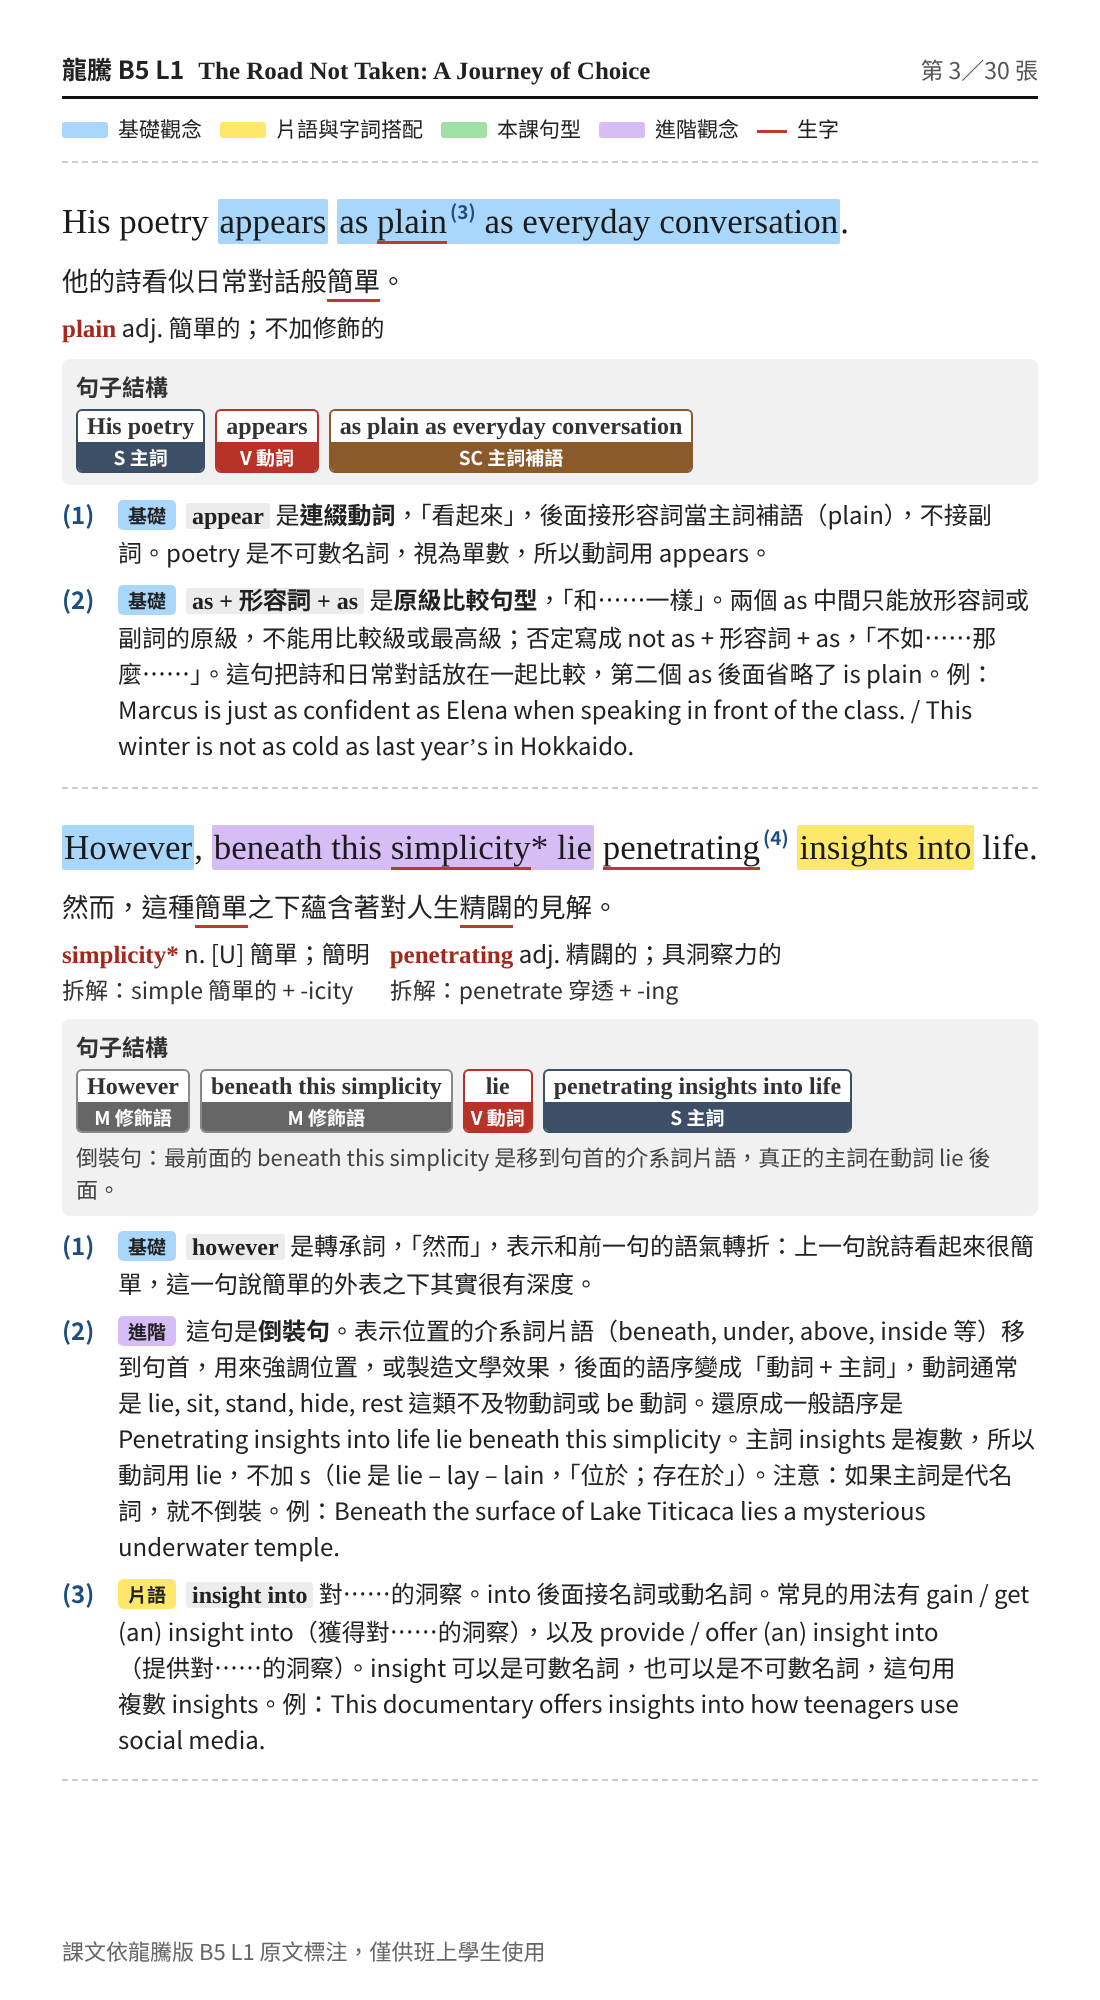 龍騰 B5 L1 The Road Not Taken: A Journey of Choice 第 3／30 張
基礎觀念 片語與字詞搭配 本課句型 進階觀念 生字
His poetry appears as plain(3) as everyday conversation.
他的詩看似日常對話般簡單。
plain adj. 簡單的；不加修飾的
句子結構
His poetry appears as plain as everyday conversation
S 主詞 V 動詞 SC 主詞補語
(1) 基礎 appear 是連綴動詞，「看起來」，後面接形容詞當主詞補語（plain），不接副
詞。poetry 是不可數名詞，視為單數，所以動詞用 appears。
(2) 基礎 as + 形容詞 + as 是原級比較句型，「和……一樣」。兩個 as 中間只能放形容詞或
副詞的原級，不能用比較級或最高級；否定寫成 not as + 形容詞 + as，「不如……那
麼……」。這句把詩和日常對話放在一起比較，第二個 as 後面省略了 is plain。例：
Marcus is just as confident as Elena when speaking in front of the class. / This
winter is not as cold as last year’s in Hokkaido.
However, beneath this simplicity* lie penetrating(4) insights into life.
然而，這種簡單之下蘊含著對人生精闢的見解。
simplicity* n. [U] 簡單；簡明 penetrating adj. 精闢的；具洞察力的
拆解：simple 簡單的 + -icity 拆解：penetrate 穿透 + -ing
句子結構
However beneath this simplicity lie penetrating insights into life
M 修飾語 M 修飾語 V 動詞 S 主詞
倒裝句：最前面的 beneath this simplicity 是移到句首的介系詞片語，真正的主詞在動詞 lie 後
面。
(1) 基礎 however 是轉承詞，「然而」，表示和前一句的語氣轉折：上一句說詩看起來很簡
單，這一句說簡單的外表之下其實很有深度。
(2) 進階 這句是倒裝句。表示位置的介系詞片語（beneath, under, above, inside 等）移
到句首，用來強調位置，或製造文學效果，後面的語序變成「動詞 + 主詞」，動詞通常
是 lie, sit, stand, hide, rest 這類不及物動詞或 be 動詞。還原成一般語序是
Penetrating insights into life lie beneath this simplicity。主詞 insights 是複數，所以
動詞用 lie，不加 s（lie 是 lie – lay – lain，「位於；存在於」）。注意：如果主詞是代名
詞，就不倒裝。例：Beneath the surface of Lake Titicaca lies a mysterious
underwater temple.
(3) 片語 insight into 對……的洞察。into 後面接名詞或動名詞。常見的用法有 gain / get
(an) insight into（獲得對……的洞察），以及 provide / offer (an) insight into
（提供對……的洞察）。insight 可以是可數名詞，也可以是不可數名詞，這句用
複數 insights。例：This documentary offers insights into how teenagers use
social media.
課文依龍騰版 B5 L1 原文標注，僅供班上學生使用